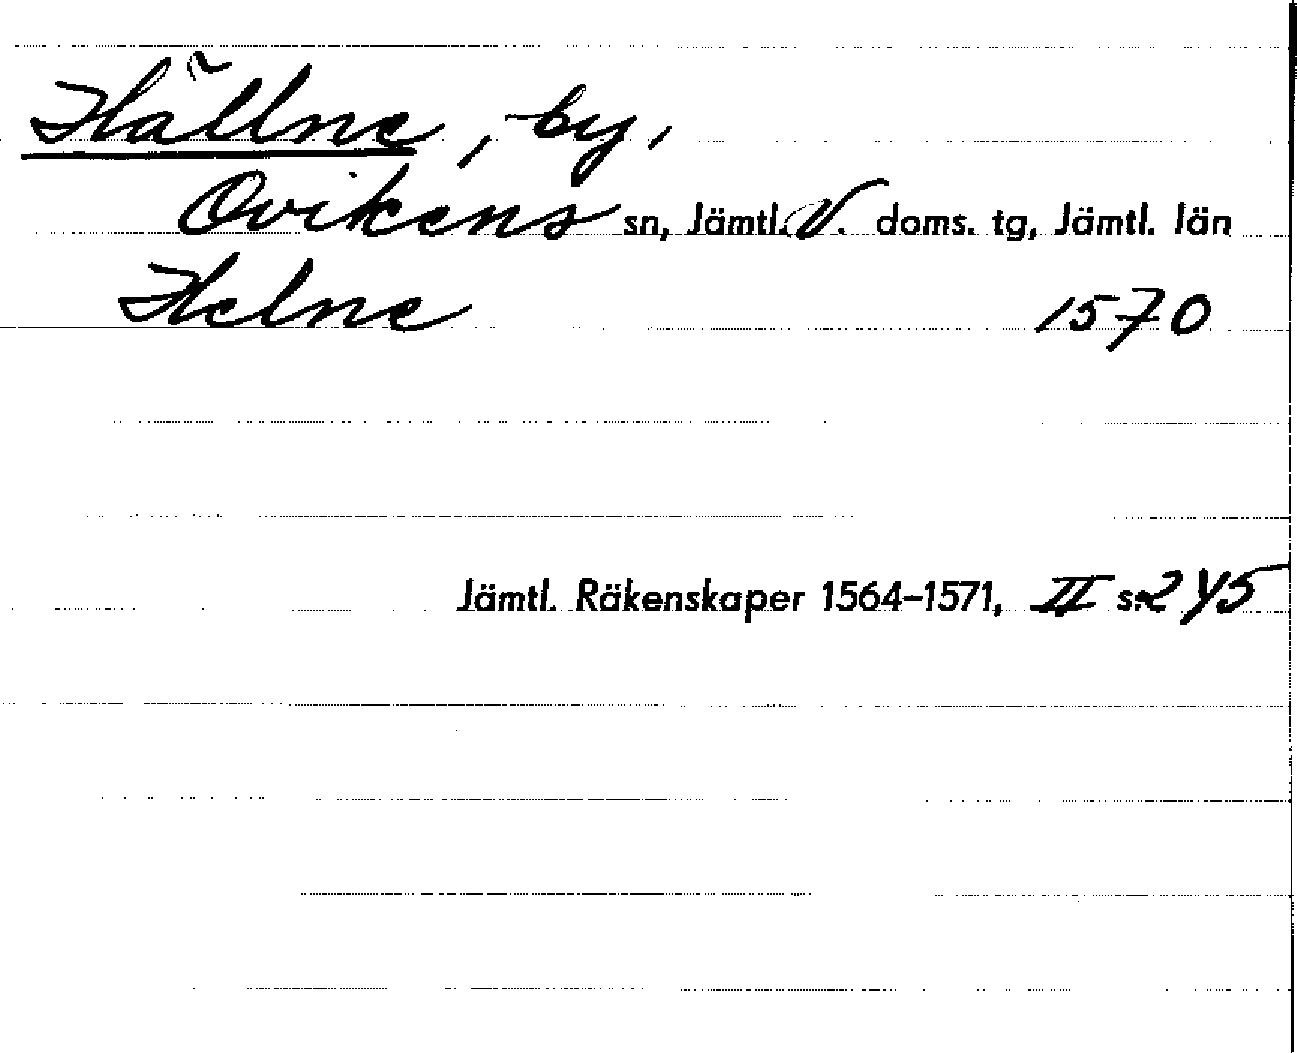 Hällne, by,
Ovikens sn, Jämtl. V. doms. tg, Jämtl. län
Helne 1570
Jämtl. Räkenskaper 1564–1571, II s. 245